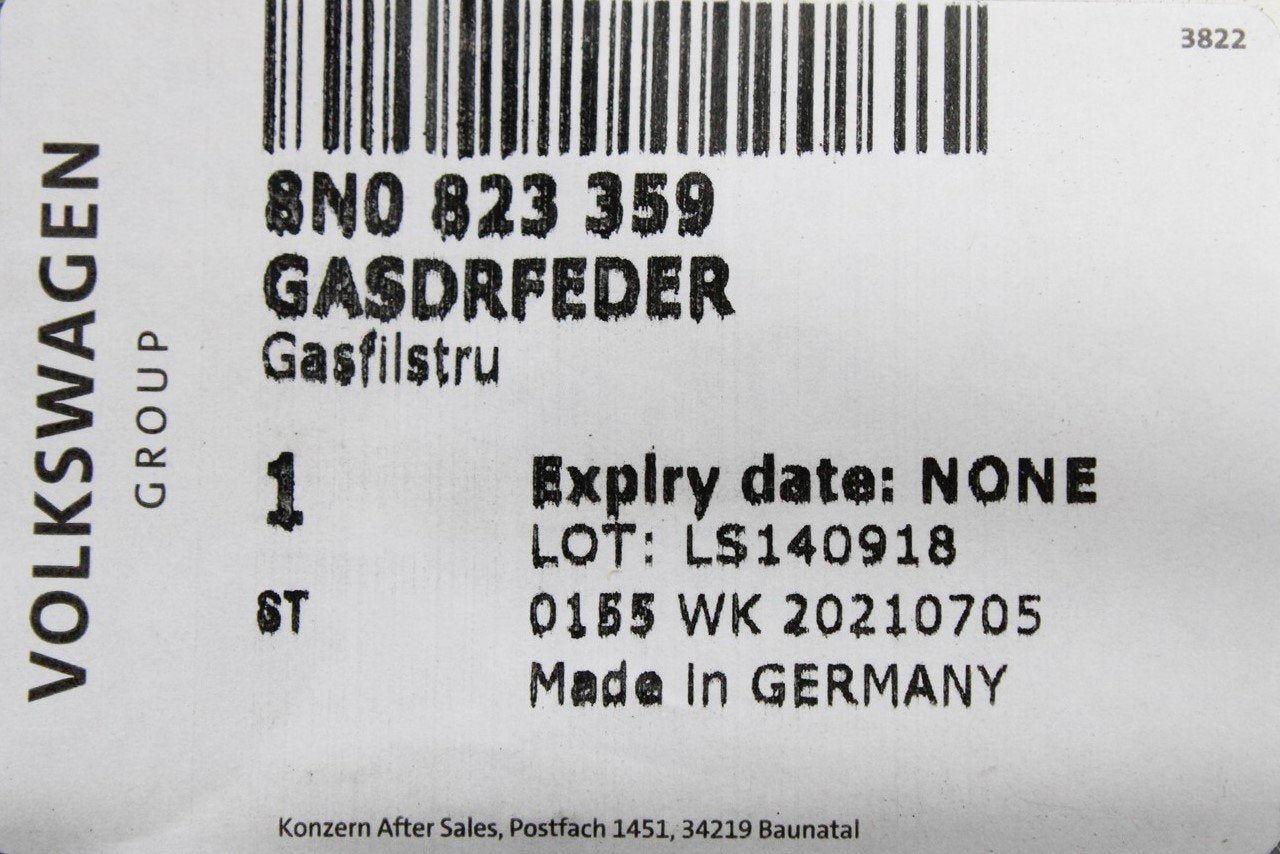 3822
VOLKSWAGEN
GROUP
8N0 823 359
GASDRFEDER
Gasfilstru
1
Expiry date: NONE
LOT: LS140918
ST
0155 WK 20210705
Made In GERMANY
Konzern After Sales, Postfach 1451, 34219 Baunatal